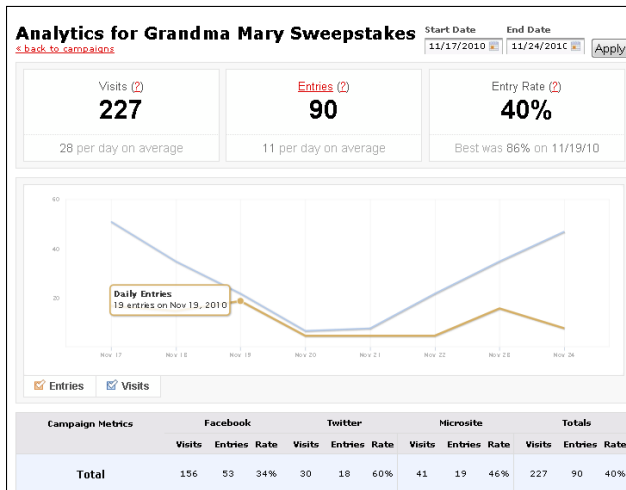 Analytics for Grandma Mary Sweepstakes
« back to campaigns
Start Date End Date
11/17/2010 11/24/2010 Apply
Visits (?) Entries (?) Entry Rate (?)
227 90 40%
28 per day on average 11 per day on average Best was 86% on 11/19/10
60
40
20
Daily Entries
19 entries on Nov 19, 2010
Nov 17 Nov 18 Nov 19 Nov 20 Nov 21 Nov 22 Nov 23 Nov 24
Entries Visits
Campaign Metrics Facebook Twitter Microsite Totals
Visits Entries Rate Visits Entries Rate Visits Entries Rate Visits Entries Rate
Total 156 53 34% 30 18 60% 41 19 46% 227 90 40%